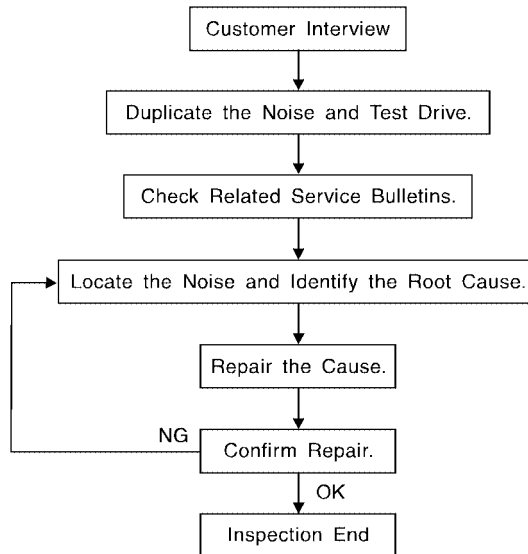 Customer Interview
Duplicate the Noise and Test Drive.
Check Related Service Bulletins.
Locate the Noise and Identify the Root Cause.
Repair the Cause.
NG
Confirm Repair.
OK
Inspection End